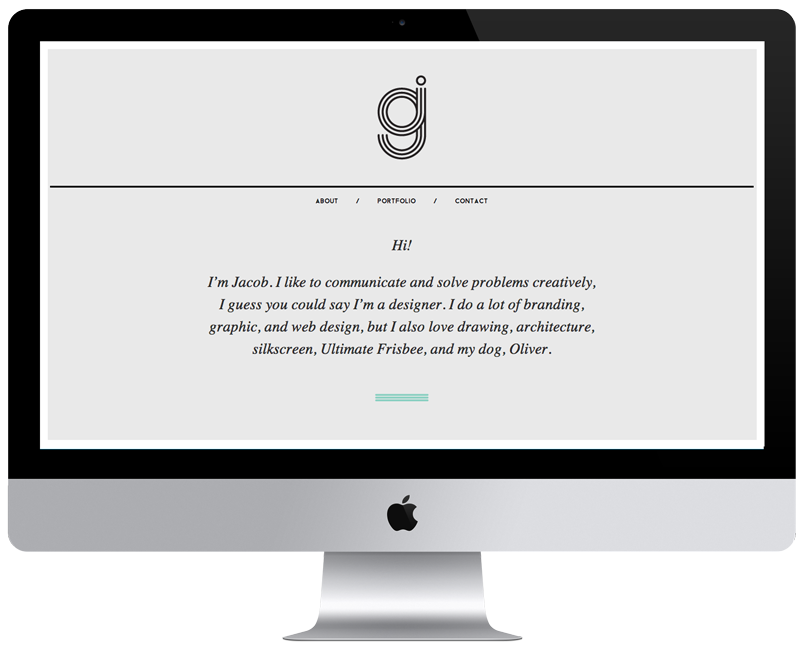 gj
ABOUT / PORTFOLIO / CONTACT
Hi!
I'm Jacob. I like to communicate and solve problems creatively,
I guess you could say I'm a designer. I do a lot of branding,
graphic, and web design, but I also love drawing, architecture,
silkscreen, Ultimate Frisbee, and my dog, Oliver.